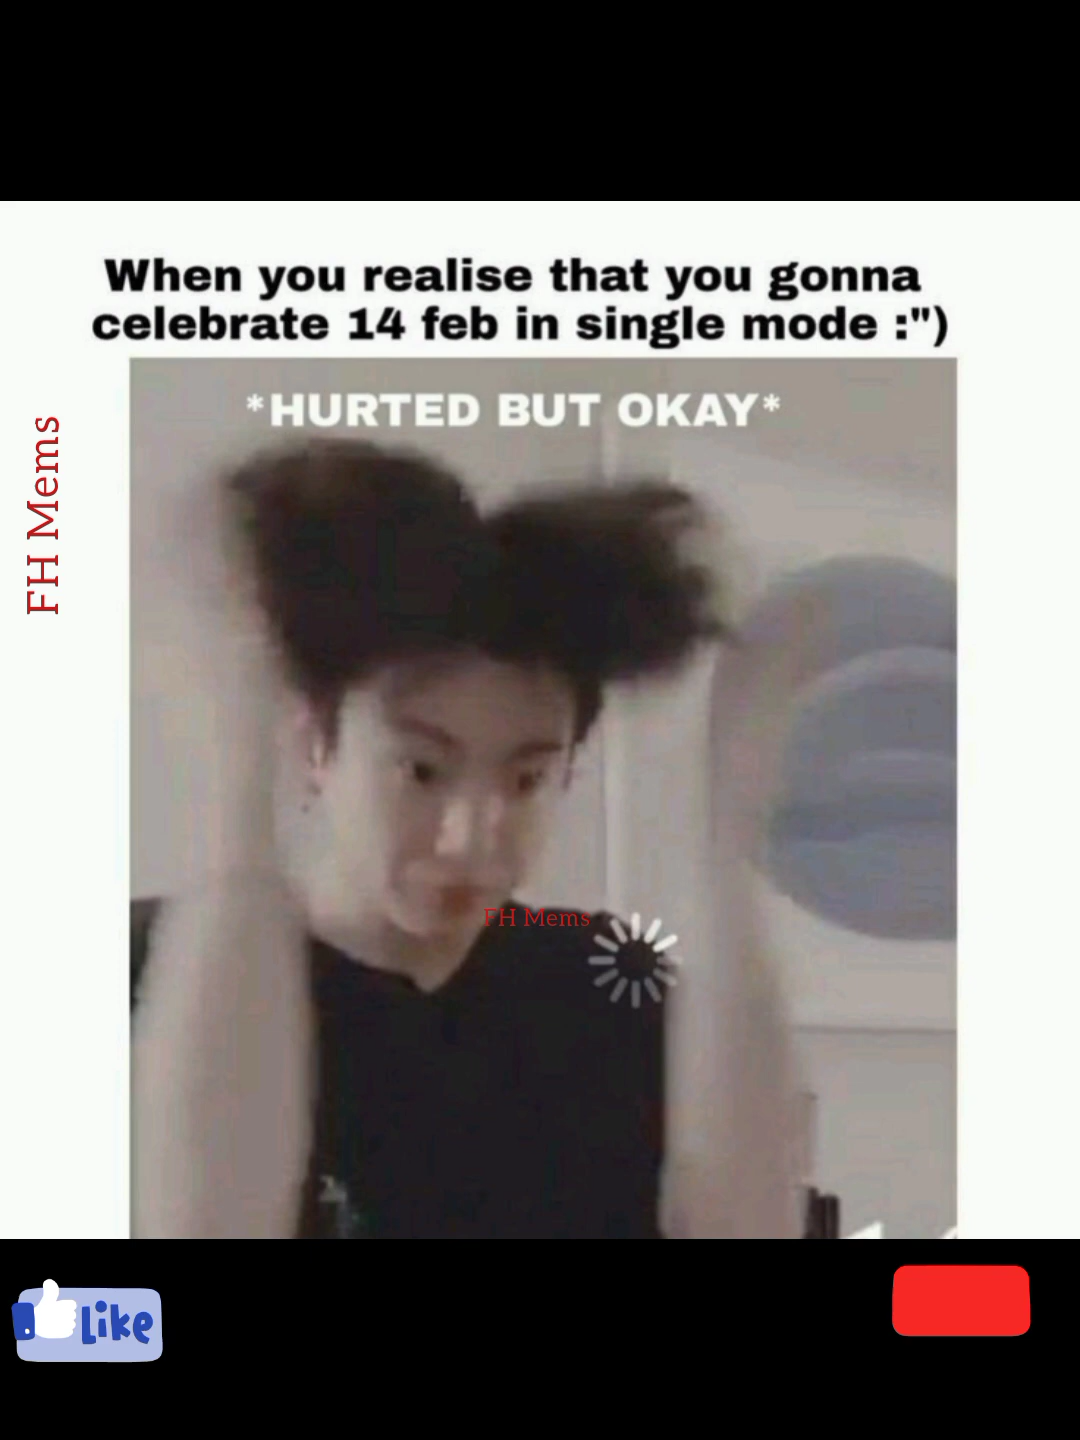 When you realise that you gonna
celebrate 14 feb in single mode :")
*HURTED BUT OKAY*
FH Mems
FH Mems
Like